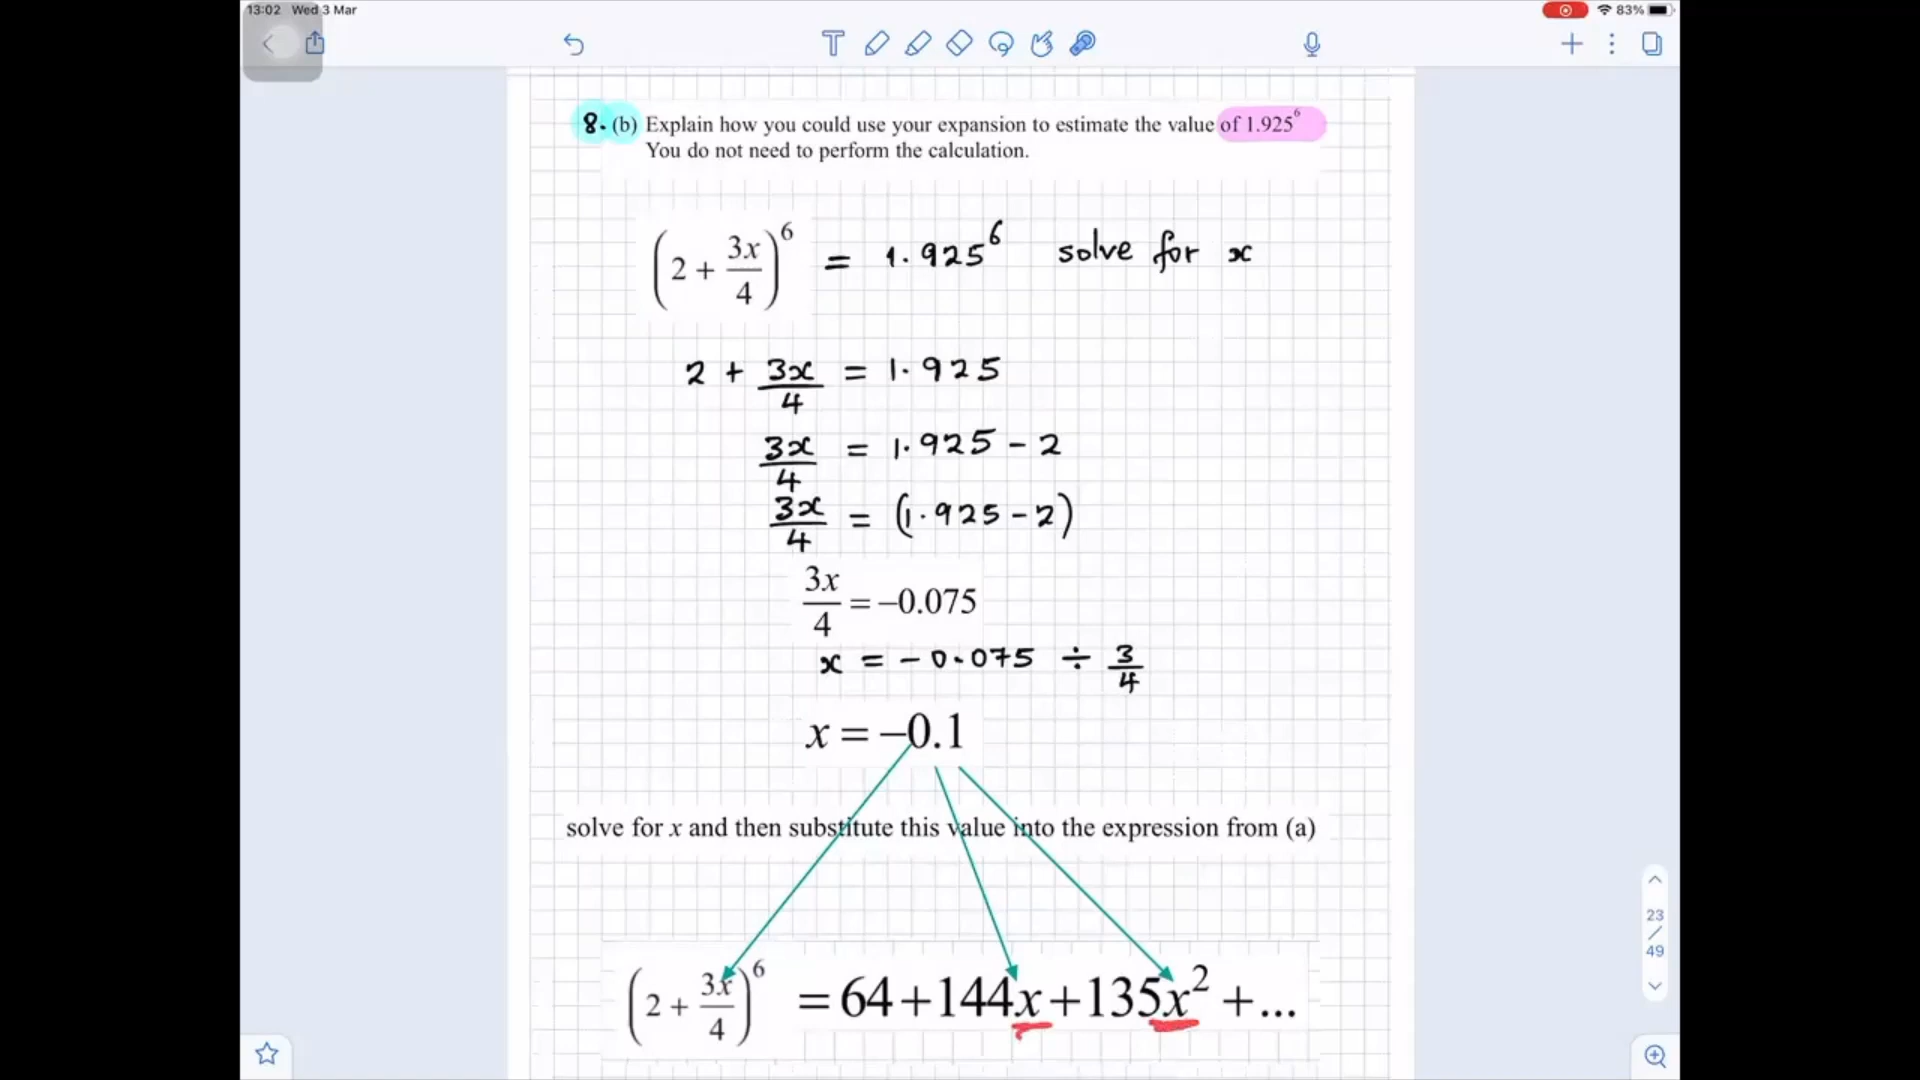 13:02 Wed 3 Mar
83%
8. (b) Explain how you could use your expansion to estimate the value of 1.925⁶
You do not need to perform the calculation.
(2 + 3x/4)⁶ = 1.925⁶ solve for x
2 + 3x/4 = 1.925
3x/4 = 1.925 - 2
3x/4 = (1.925 - 2)
3x/4 = −0.075
x = -0.075 ÷ 3/4
x = −0.1
solve for x and then substitute this value into the expression from (a)
(2 + 3x/4)⁶ = 64+144x+135x² +...
23
/
49